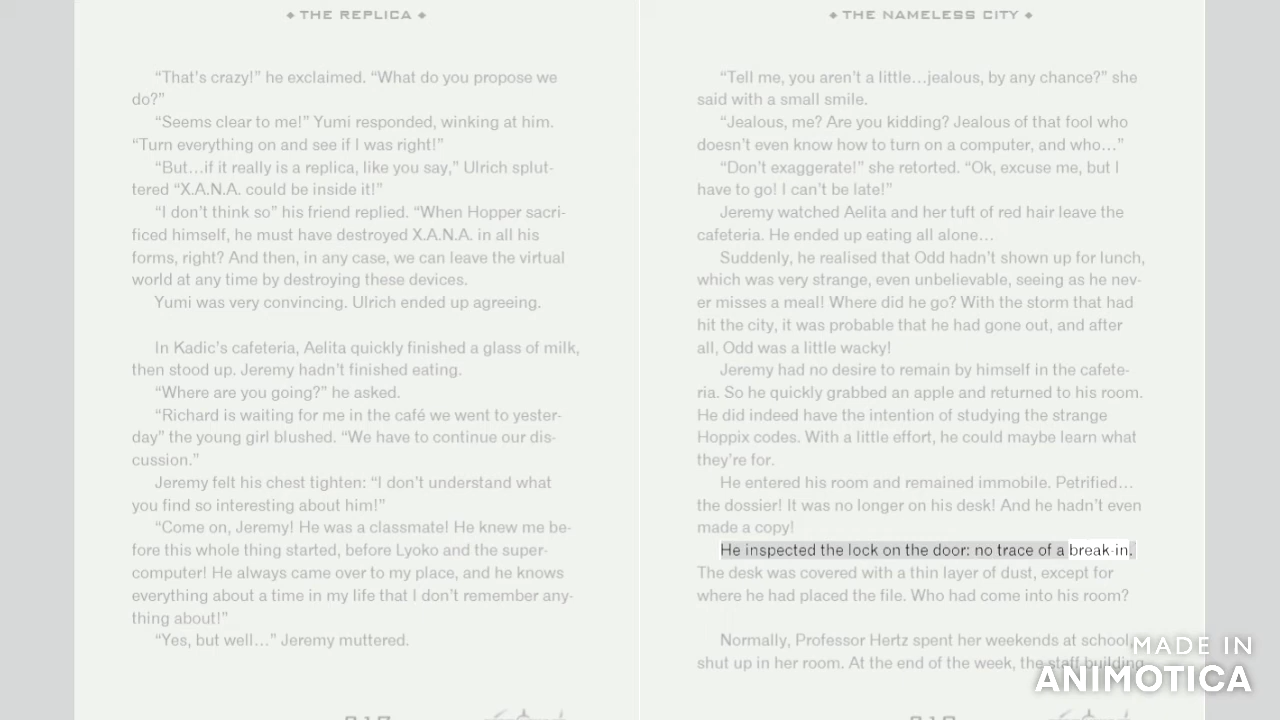 THE REPLICA
“That’s crazy!” he exclaimed. “What do you propose we
do?”
“Seems clear to me!” Yumi responded, winking at him.
“Turn everything on and see if I was right!”
“But...if it really is a replica, like you say,” Ulrich splut-
tered “X.A.N.A. could be inside it!”
“I don’t think so” his friend replied. “When Hopper sacri-
ficed himself, he must have destroyed X.A.N.A. in all his
forms, right? And then, in any case, we can leave the virtual
world at any time by destroying these devices.
Yumi was very convincing. Ulrich ended up agreeing.
In Kadic’s cafeteria, Aelita quickly finished a glass of milk,
then stood up. Jeremy hadn’t finished eating.
“Where are you going?” he asked.
“Richard is waiting for me in the café we went to yester-
day” the young girl blushed. “We have to continue our dis-
cussion.”
Jeremy felt his chest tighten: “I don’t understand what
you find so interesting about him!”
“Come on, Jeremy! He was a classmate! He knew me be-
fore this whole thing started, before Lyoko and the super-
computer! He always came over to my place, and he knows
everything about a time in my life that I don’t remember any-
thing about!”
“Yes, but well...” Jeremy muttered.
THE NAMELESS CITY
“Tell me, you aren’t a little...jealous, by any chance?” she
said with a small smile.
“Jealous, me? Are you kidding? Jealous of that fool who
doesn’t even know how to turn on a computer, and who...”
“Don’t exaggerate!” she retorted. “Ok, excuse me, but I
have to go! I can’t be late!”
Jeremy watched Aelita and her tuft of red hair leave the
cafeteria. He ended up eating all alone...
Suddenly, he realised that Odd hadn’t shown up for lunch,
which was very strange, even unbelievable, seeing as he nev-
er misses a meal! Where did he go? With the storm that had
hit the city, it was probable that he had gone out, and after
all, Odd was a little wacky!
Jeremy had no desire to remain by himself in the cafete-
ria. So he quickly grabbed an apple and returned to his room.
He did indeed have the intention of studying the strange
Hoppix codes. With a little effort, he could maybe learn what
they’re for.
He entered his room and remained immobile. Petrified...
the dossier! It was no longer on his desk! And he hadn’t even
made a copy!
He inspected the lock on the door: no trace of a break-in.
The desk was covered with a thin layer of dust, except for
where he had placed the file. Who had come into his room?
Normally, Professor Hertz spent her weekends at school,
shut up in her room. At the end of the week, the staff building
MADE IN
ANIMOTICA